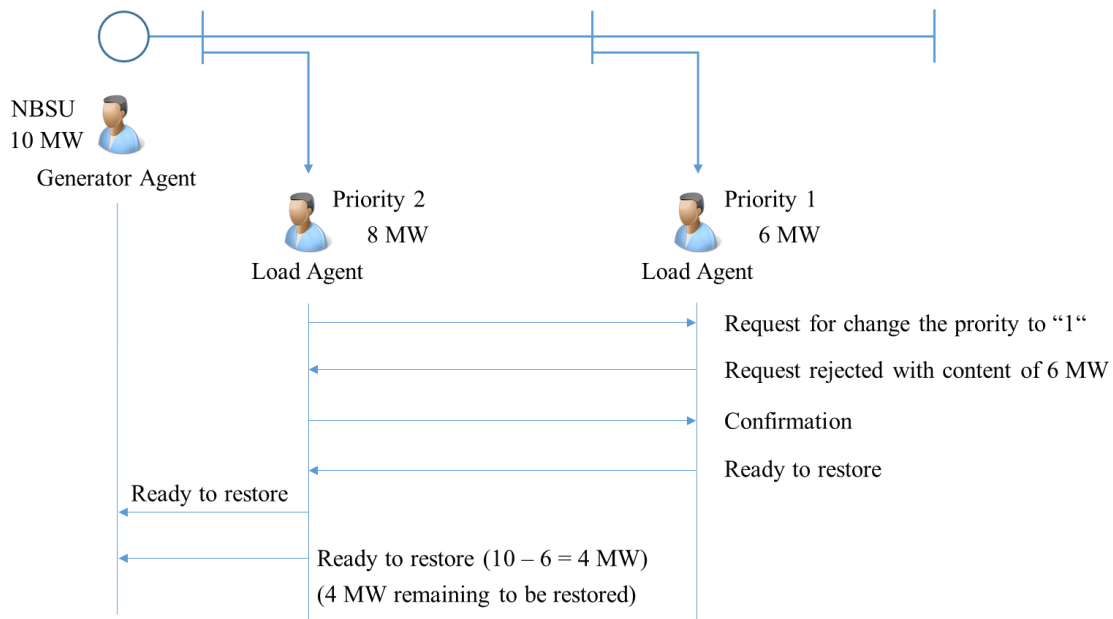 NBSU
10 MW
Generator Agent
Priority 2
8 MW
Load Agent
Priority 1
6 MW
Load Agent
Request for change the prority to “1“
Request rejected with content of 6 MW
Confirmation
Ready to restore
Ready to restore
Ready to restore (10 – 6 = 4 MW)
(4 MW remaining to be restored)